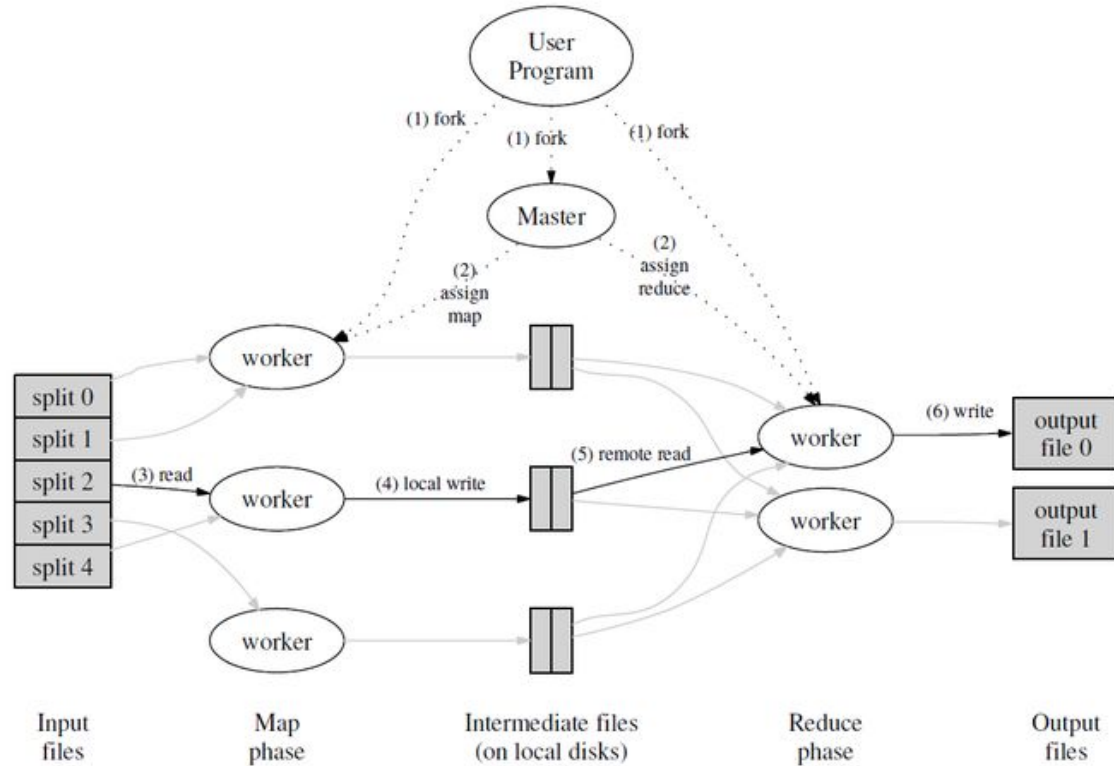 User
Program
(1) fork
(1) fork
(1) fork
Master
(2)
assign
map
(2)
assign
reduce
worker
split 0
split 1
split 2
split 3
split 4
(3) read
worker
(4) local write
(5) remote read
worker
(6) write
output
file 0
worker
output
file 1
worker
Input
files
Map
phase
Intermediate files
(on local disks)
Reduce
phase
Output
files